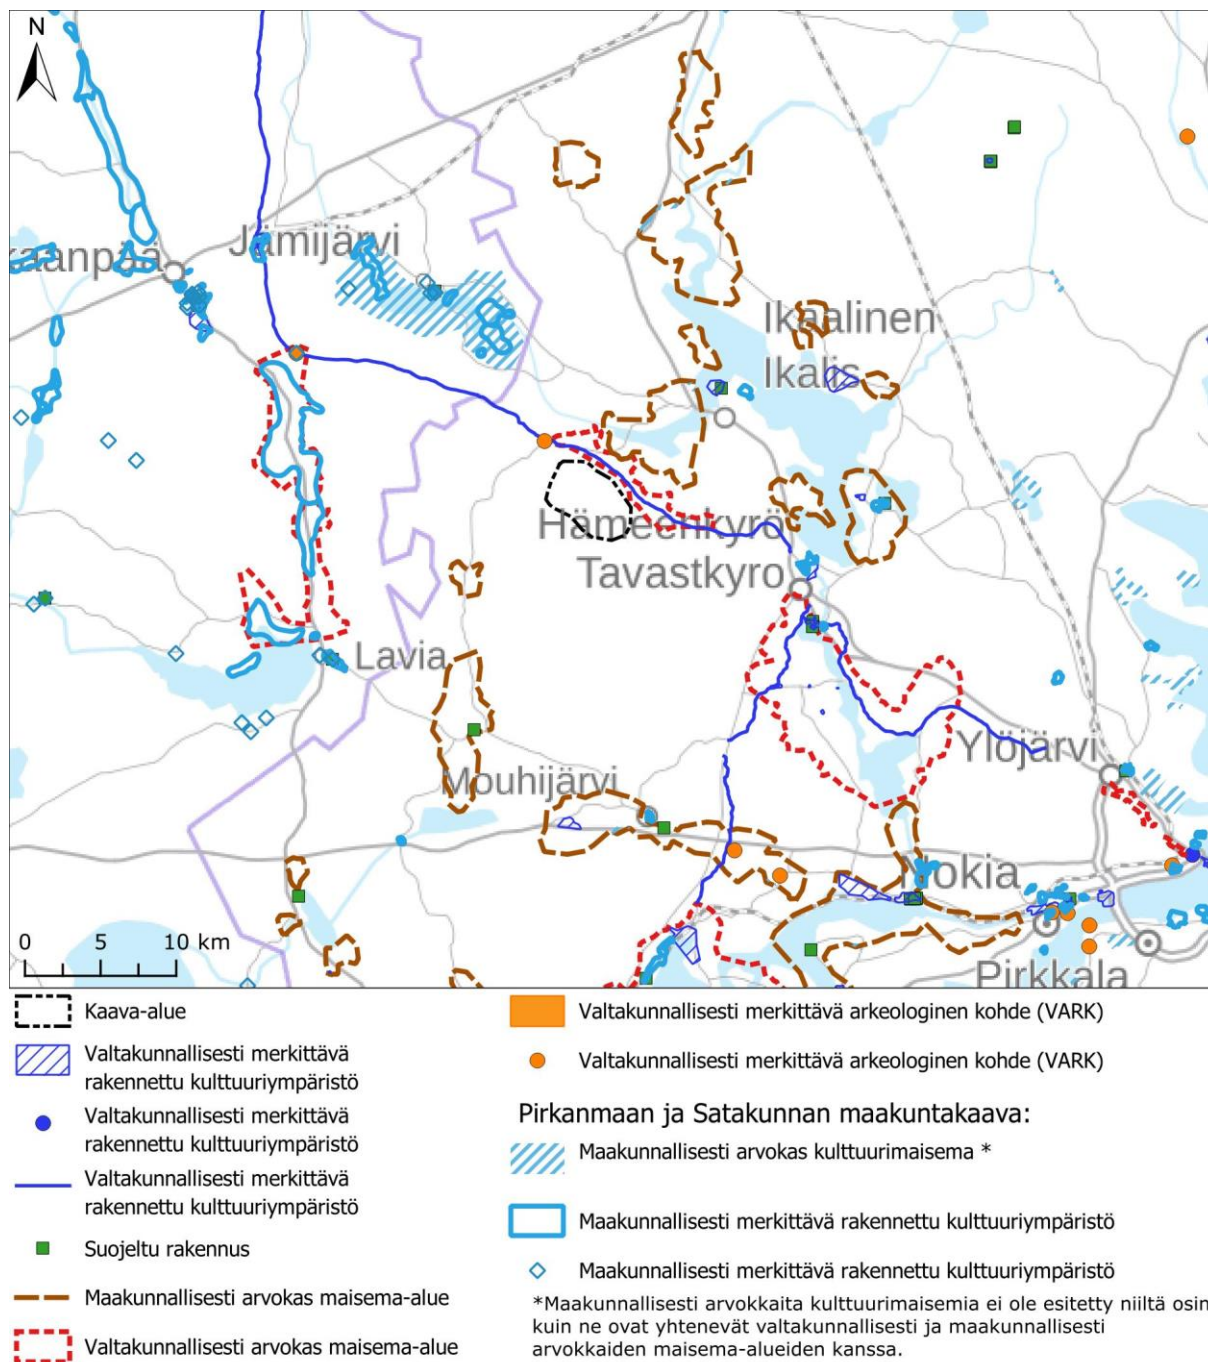 N
Jämijärvi
aanpää
Ikaalinen
Ikalis
Hämeenkyrö
Tavastkyro
Lavia
Ylöjärvi
Mouhijärvi
Nokia
Pirkkala
0 5 10 km
Kaava-alue
Valtakunnallisesti merkittävä
rakennettu kulttuuriympäristö
Valtakunnallisesti merkittävä
rakennettu kulttuuriympäristö
Valtakunnallisesti merkittävä
rakennettu kulttuuriympäristö
Suojeltu rakennus
Maakunnallisesti arvokas maisema-alue
Valtakunnallisesti arvokas maisema-alue
Valtakunnallisesti merkittävä arkeologinen kohde (VARK)
Valtakunnallisesti merkittävä arkeologinen kohde (VARK)
Pirkanmaan ja Satakunnan maakuntakaava:
Maakunnallisesti arvokas kulttuurimaisema *
Maakunnallisesti merkittävä rakennettu kulttuuriympäristö
Maakunnallisesti merkittävä rakennettu kulttuuriympäristö
*Maakunnallisesti arvokkaita kulttuurimaisemia ei ole esitetty niiltä osin
kuin ne ovat yhtenevät valtakunnallisesti ja maakunnallisesti
arvokkaiden maisema-alueiden kanssa.